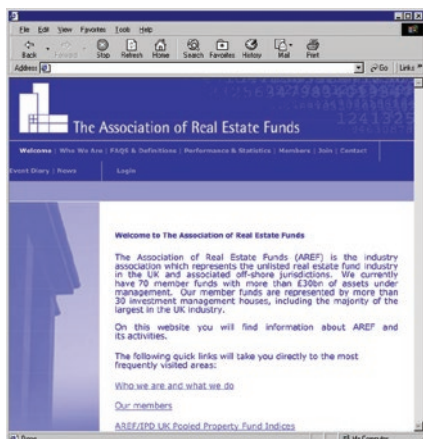 File Edit View Favorites Tools Help
Back Forward Stop Refresh Home Search Favorites History Mail Print
Address Go Links »
The Association of Real Estate Funds
Welcome | Who We Are | FAQS & Definitions | Performance & Statistics | Members | Join | Contact
Event Diary | News Login
Welcome to The Association of Real Estate Funds
The Association of Real Estate Funds (AREF) is the industry
association which represents the unlisted real estate fund industry
in the UK and associated off-shore jurisdictions. We currently
have 70 member funds with more than £30bn of assets under
management. Our member funds are represented by more than
30 investment management houses, including the majority of the
largest in the UK industry.
On this website you will find information about AREF and
its activities.
The following quick links will take you directly to the most
frequently visited areas:
Who we are and what we do
Our members
AREF/IPD UK Pooled Property Fund Indices